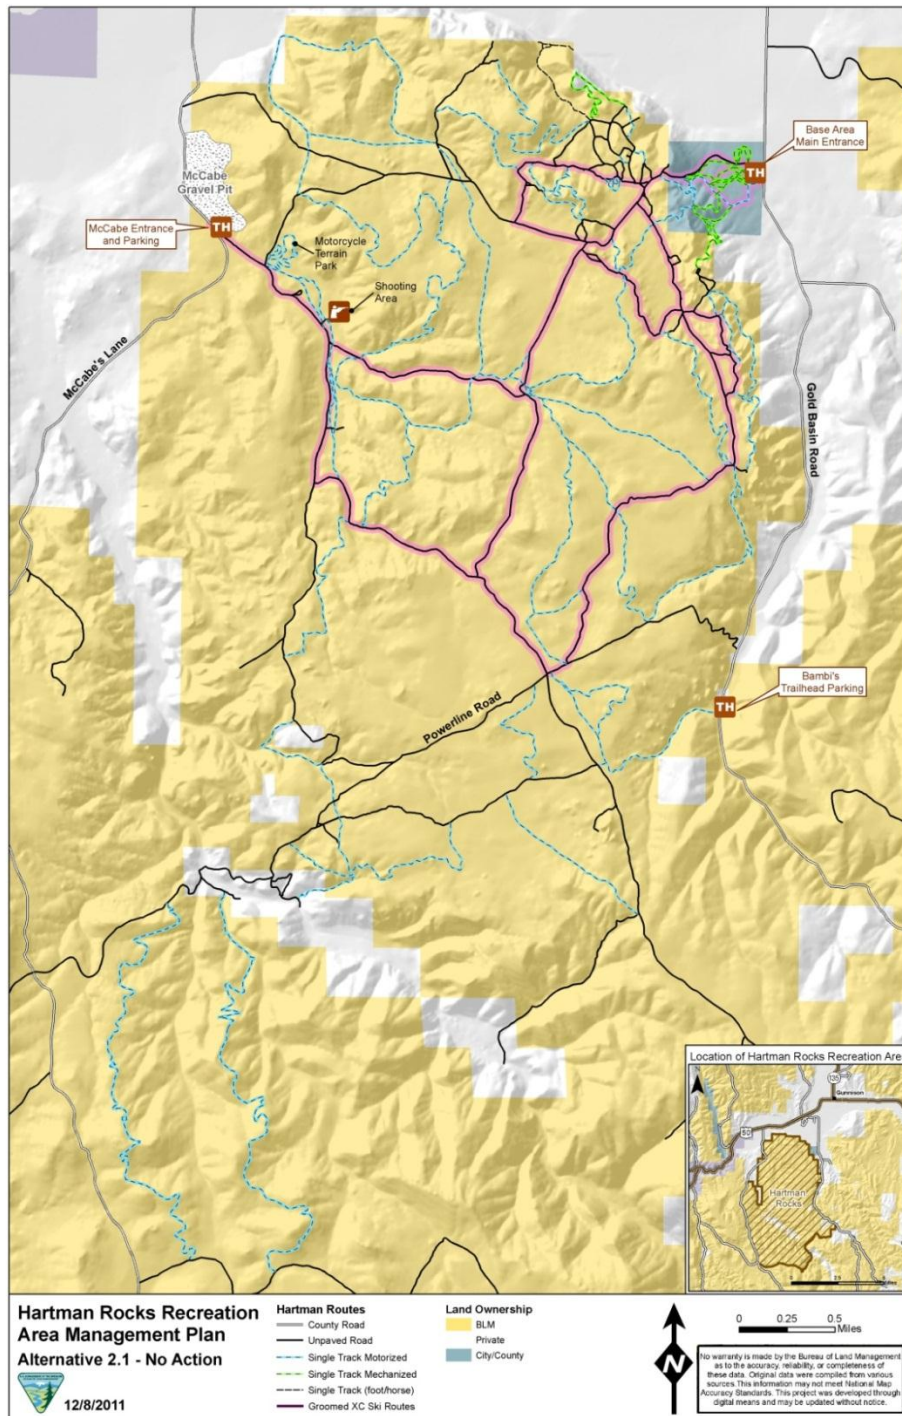 Base Area
Main Entrance
TH
McCabe
Gravel Pit
McCabe Entrance
and Parking
TH
Motorcycle
Terrain
Park
Shooting
Area
McCabe's Lane
Gold Basin Road
Bambi's
Trailhead Parking
TH
Powerline Road
Location of Hartman Rocks Recreation Area
135
Gunnison
50
Hartman
Rocks
Hartman Rocks Recreation
Area Management Plan
Alternative 2.1 - No Action
12/8/2011
Hartman Routes
County Road
Unpaved Road
Single Track Motorized
Single Track Mechanized
Single Track (foot/horse)
Groomed XC Ski Routes
Land Ownership
BLM
Private
City/County
N
0 0.25 0.5
Miles
No warranty is made by the Bureau of Land Management
as to the accuracy, reliability, or completeness of
these data. Original data were compiled from various
sources. This information may not meet National Map
Accuracy Standards. This project was developed through
digital means and may be updated without notice.